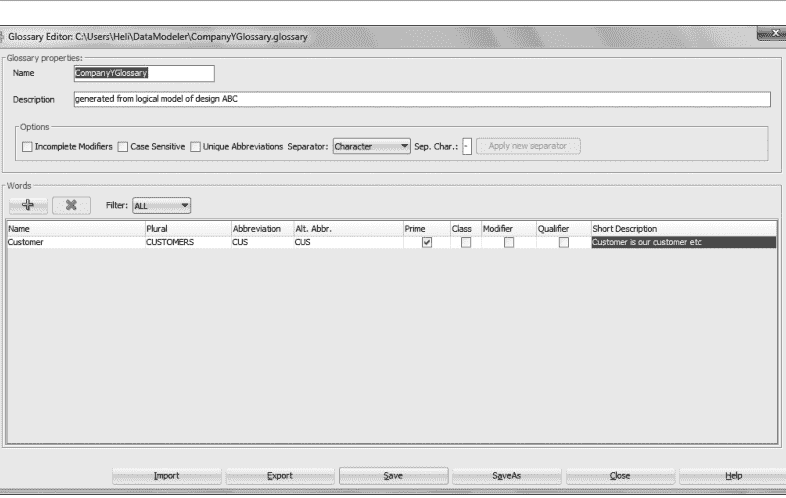 Glossary Editor: C:\Users\Heli\DataModeler\CompanyYGlossary.glossary
Glossary properties:
Name CompanyYGlossary
Description generated from logical model of design ABC
Options
Incomplete Modifiers Case Sensitive Unique Abbreviations Separator: Character Sep. Char.: - Apply new separator
Words
Filter: ALL
Name Plural Abbreviation Alt. Abbr. Prime Class Modifier Qualifier Short Description
Customer CUSTOMERS CUS CUS Customer is our customer etc
Import Export Save SaveAs Close Help